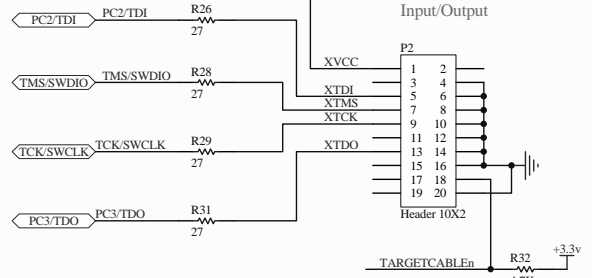 Input/Output
PC2/TDI
PC2/TDI
R26
27
P2
XVCC
1 2
3 4
TMS/SWDIO
TMS/SWDIO
R28
27
XTDI
5 6
XTMS
7 8
XTCK
9 10
11 12
TCK/SWCLK
TCK/SWCLK
R29
27
XTDO
13 14
15 16
17 18
19 20
Header 10X2
PC3/TDO
PC3/TDO
R31
27
+3.3v
TARGETCABLEn
R32